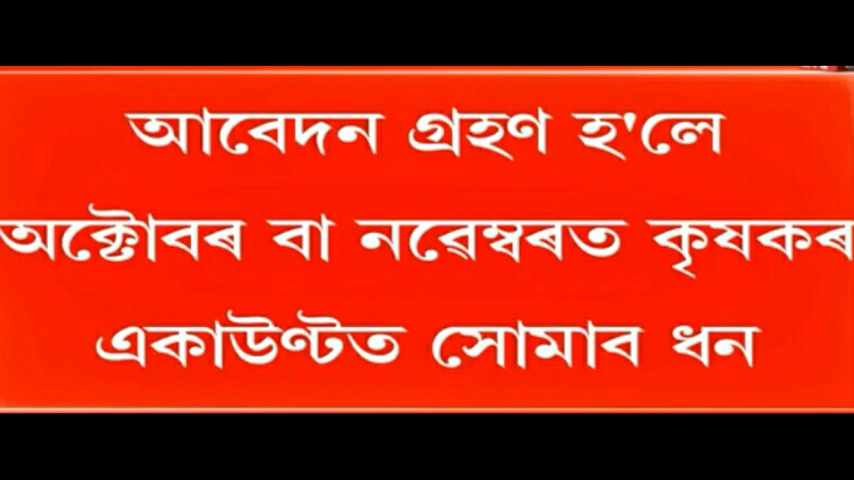 আবেদন গ্ৰহণ হ'লে
অক্টোবৰ বা নৱেম্বৰত কৃষকৰ
একাউণ্টত সোমাব ধন